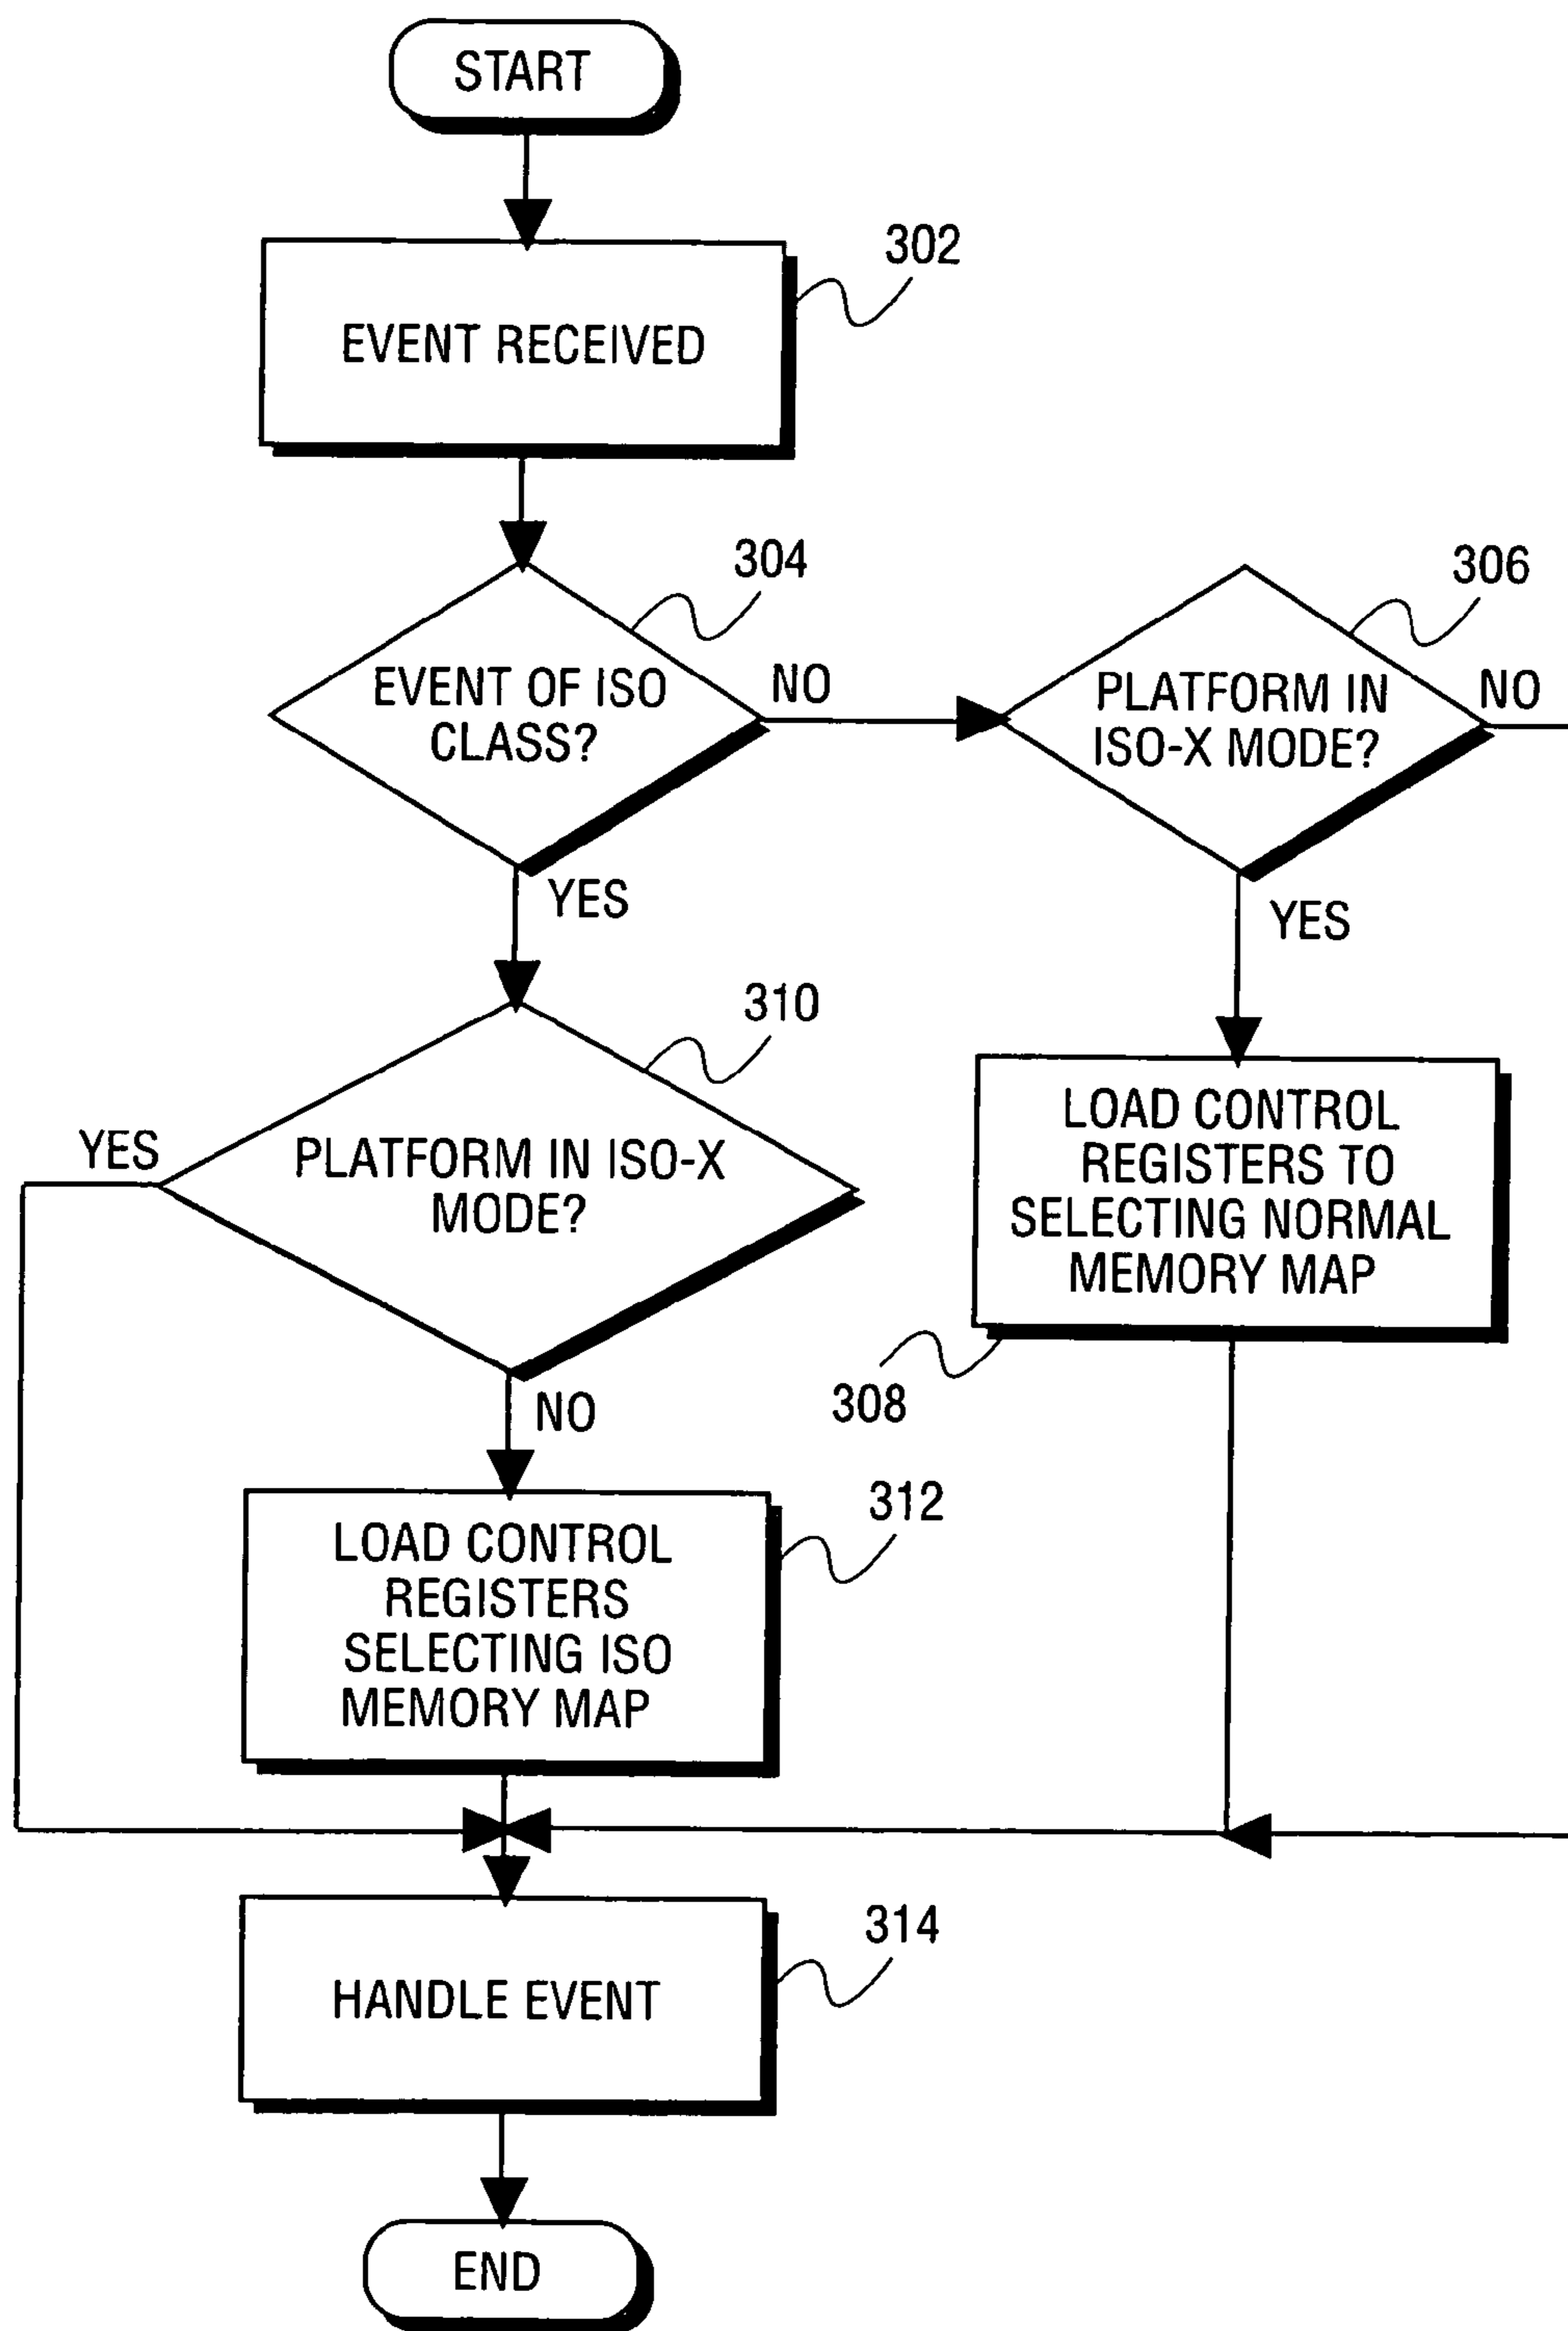 START
302
EVENT RECEIVED
304
306
EVENT OF ISO
CLASS?
NO
PLATFORM IN
ISO-X MODE?
NO
YES
YES
310
PLATFORM IN ISO-X
MODE?
YES
LOAD CONTROL
REGISTERS TO
SELECTING NORMAL
MEMORY MAP
308
NO
312
LOAD CONTROL
REGISTERS
SELECTING ISO
MEMORY MAP
314
HANDLE EVENT
END